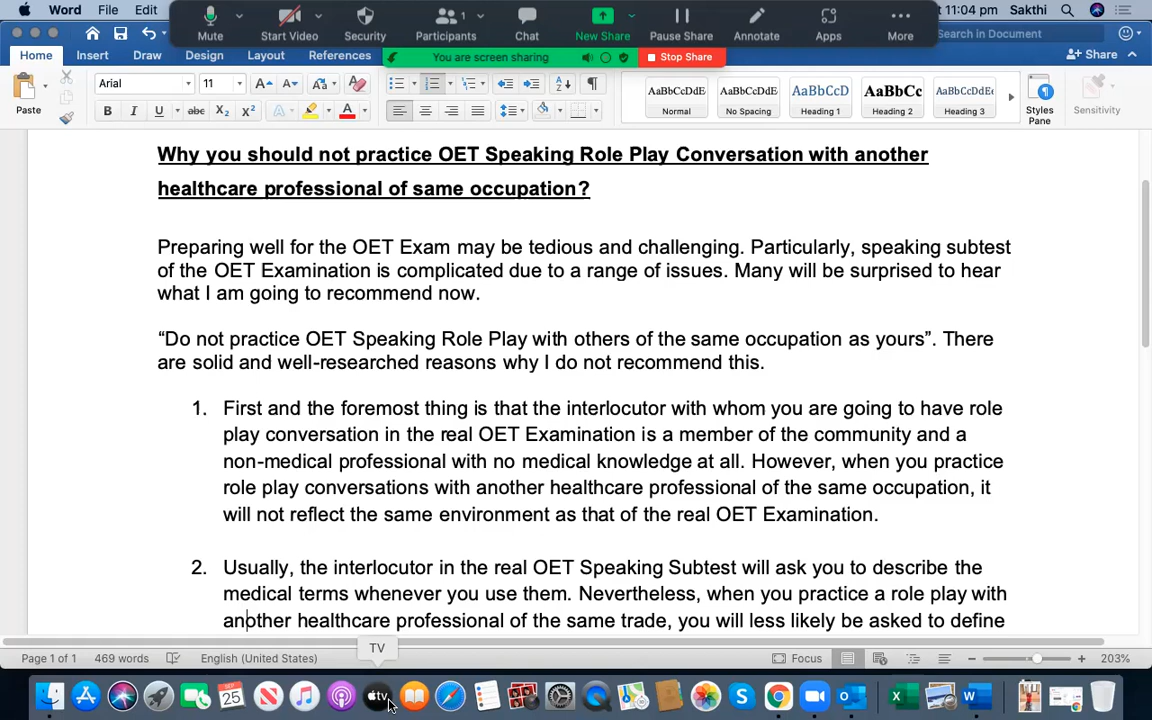 Word File Edit
11:04 pm Sakthi
Mute Start Video Security Participants 1 Chat New Share Pause Share Annotate Apps More
Search in Document
You are screen sharing Stop Share
Home Insert Draw Design Layout References
Share
Paste
Arial 11
B I U abc X2 X2 A A
AaBbCcDdEe AaBbCcDdEe AaBbCcD AaBbCc AaBbCcDdE
Normal No Spacing Heading 1 Heading 2 Heading 3
Styles Pane
Sensitivity
Why you should not practice OET Speaking Role Play Conversation with another
healthcare professional of same occupation?
Preparing well for the OET Exam may be tedious and challenging. Particularly, speaking subtest
of the OET Examination is complicated due to a range of issues. Many will be surprised to hear
what I am going to recommend now.
“Do not practice OET Speaking Role Play with others of the same occupation as yours”. There
are solid and well-researched reasons why I do not recommend this.
1. First and the foremost thing is that the interlocutor with whom you are going to have role
play conversation in the real OET Examination is a member of the community and a
non-medical professional with no medical knowledge at all. However, when you practice
role play conversations with another healthcare professional of the same occupation, it
will not reflect the same environment as that of the real OET Examination.
2. Usually, the interlocutor in the real OET Speaking Subtest will ask you to describe the
medical terms whenever you use them. Nevertheless, when you practice a role play with
another healthcare professional of the same trade, you will less likely be asked to define
TV
Page 1 of 1 469 words English (United States) Focus 203%
SEP
25
tv